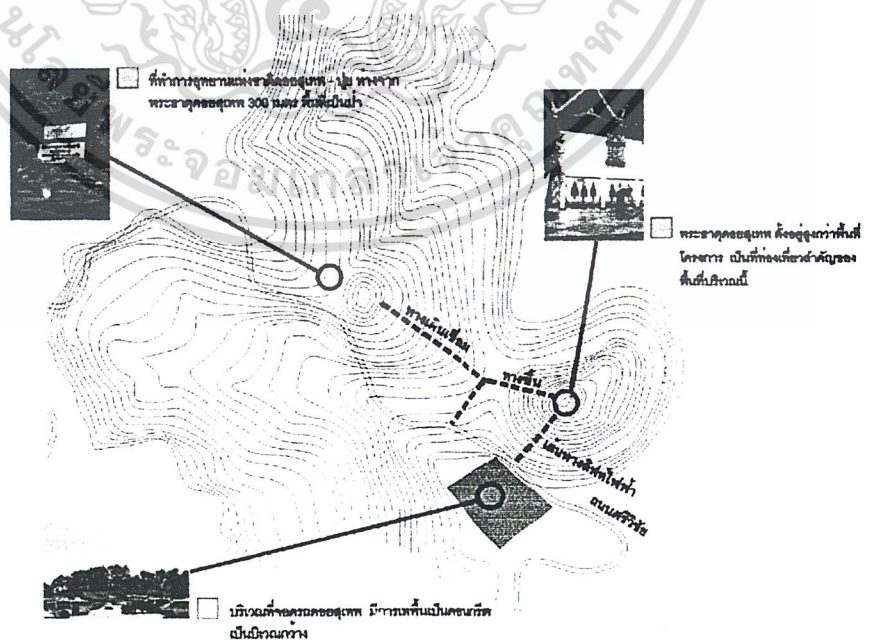 ที่ทำการอุทยานแห่งชาติดอยสุเทพ - ปุย ห่างจาก
พระธาตุดอยสุเทพ 300 เมตร พื้นที่เป็นป่า
พระธาตุดอยสุเทพ ตั้งอยู่สูงกว่าพื้นที่
โครงการ เป็นที่ท่องเที่ยวสำคัญของ
พื้นที่บริเวณนี้
ทางเดินเชื่อม
ทางขึ้น
เส้นทางลิฟท์ไฟฟ้า
ถนนศรีวิชัย
บริเวณที่จอดรถดอยสุเทพ มีการเทพื้นเป็นคอนกรีต
เป็นบริเวณกว้าง